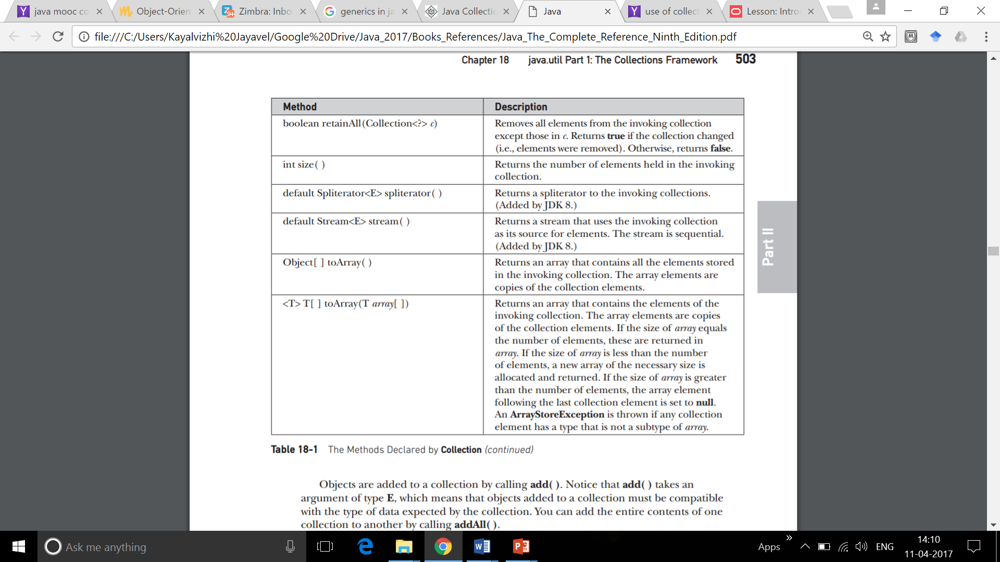 java mooc co
Object-Orien
Zimbra: Inbo
generics in ja
Java Collectio
Java
use of collect
Lesson: Intro
file:///C:/Users/Kayalvizhi%20Jayavel/Google%20Drive/Java_2017/Books_References/Java_The_Complete_Reference_Ninth_Edition.pdf
Chapter 18 java.util Part 1: The Collections Framework 503
Method Description
boolean retainAll(Collection<?> c) Removes all elements from the invoking collection
except those in c. Returns true if the collection changed
(i.e., elements were removed). Otherwise, returns false.
int size( ) Returns the number of elements held in the invoking
collection.
default Spliterator<E> spliterator( ) Returns a spliterator to the invoking collections.
(Added by JDK 8.)
default Stream<E> stream( ) Returns a stream that uses the invoking collection
as its source for elements. The stream is sequential.
(Added by JDK 8.)
Object[ ] toArray( ) Returns an array that contains all the elements stored
in the invoking collection. The array elements are
copies of the collection elements.
<T> T[ ] toArray(T array[ ]) Returns an array that contains the elements of the
invoking collection. The array elements are copies
of the collection elements. If the size of array equals
the number of elements, these are returned in
array. If the size of array is less than the number
of elements, a new array of the necessary size is
allocated and returned. If the size of array is greater
than the number of elements, the array element
following the last collection element is set to null.
An ArrayStoreException is thrown if any collection
element has a type that is not a subtype of array.
Part II
Table 18-1 The Methods Declared by Collection (continued)
Objects are added to a collection by calling add( ). Notice that add( ) takes an
argument of type E, which means that objects added to a collection must be compatible
with the type of data expected by the collection. You can add the entire contents of one
collection to another by calling addAll( ).
Ask me anything
Apps
ENG
14:10
11-04-2017